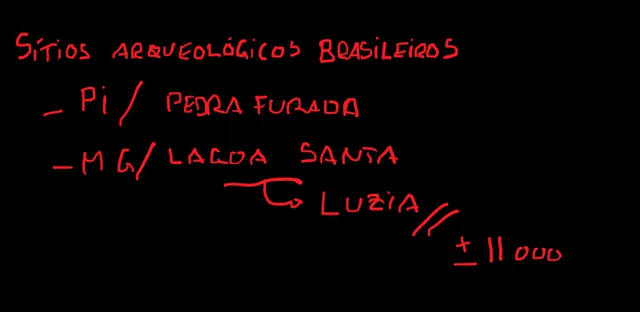 SÍTIOS ARQUEOLÓGICOS BRASILEIROS
- Pi / PEDRA FURADA
- MG / LAGOA SANTA
LUZiA //
± 11 000